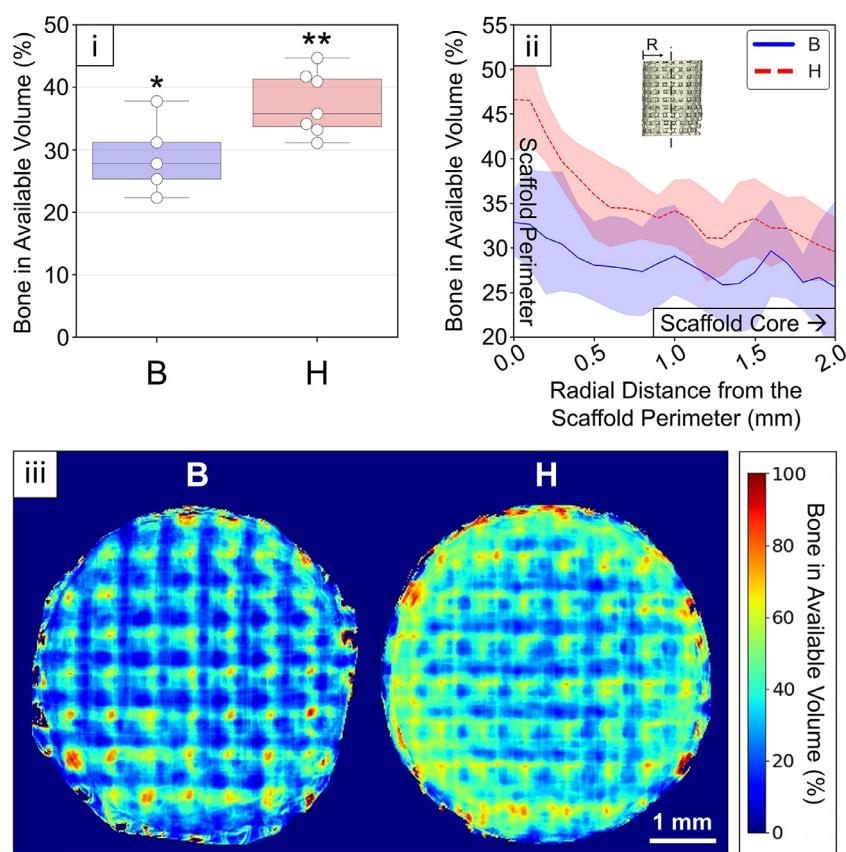 i
Bone in Available Volume (%)
50
40
30
20
10
0
*
**
B
H
ii
Bone in Available Volume (%)
55
50
45
40
35
30
25
20
R
B
H
Scaffold Perimeter
Scaffold Core →
0.0
0.5
1.0
1.5
2.0
Radial Distance from the
Scaffold Perimeter (mm)
iii
B
H
1 mm
100
80
60
40
20
0
Bone in Available Volume (%)